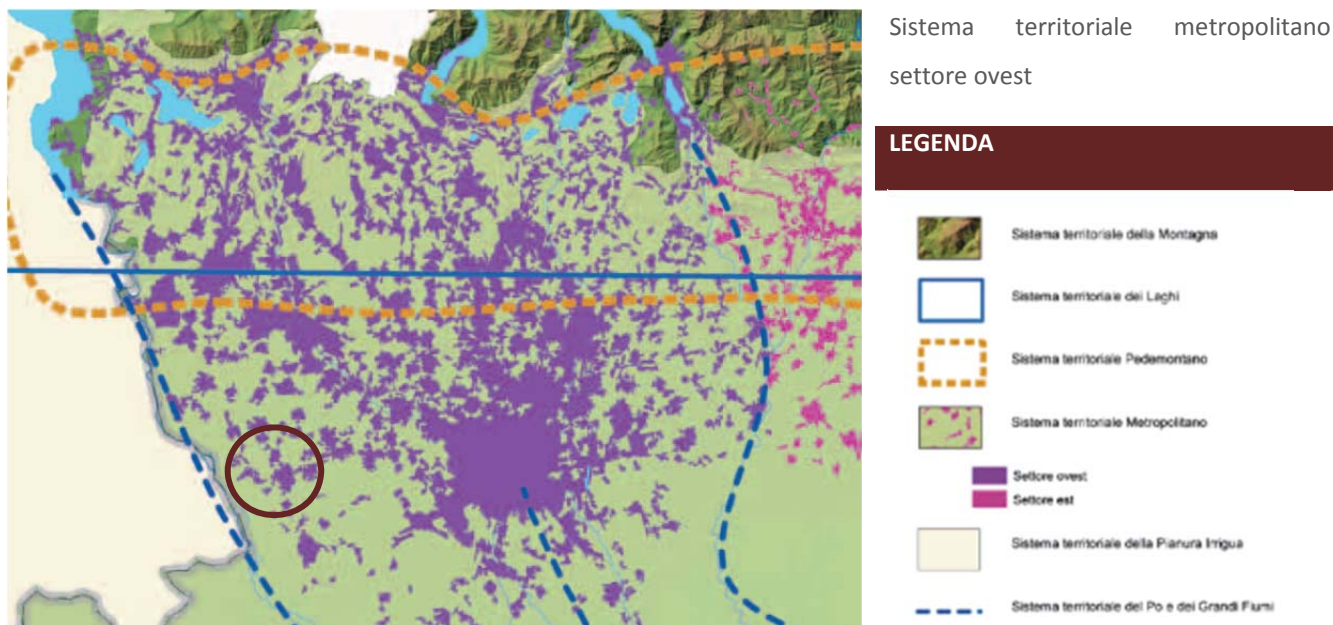 Sistema territoriale metropolitano
settore ovest
LEGENDA
Sistema territoriale della Montagna
Sistema territoriale dei Laghi
Sistema territoriale Pedemontano
Sistema territoriale Metropolitano
Settore ovest
Settore est
Sistema territoriale della Pianura Irrigua
Sistema territoriale del Po e dei Grandi Fiumi